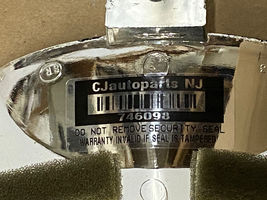 CJautoparts NJ
746098
DO NOT REMOVE SECURITY SEAL
WARRANTY INVALID IF SEAL IS TAMPERED